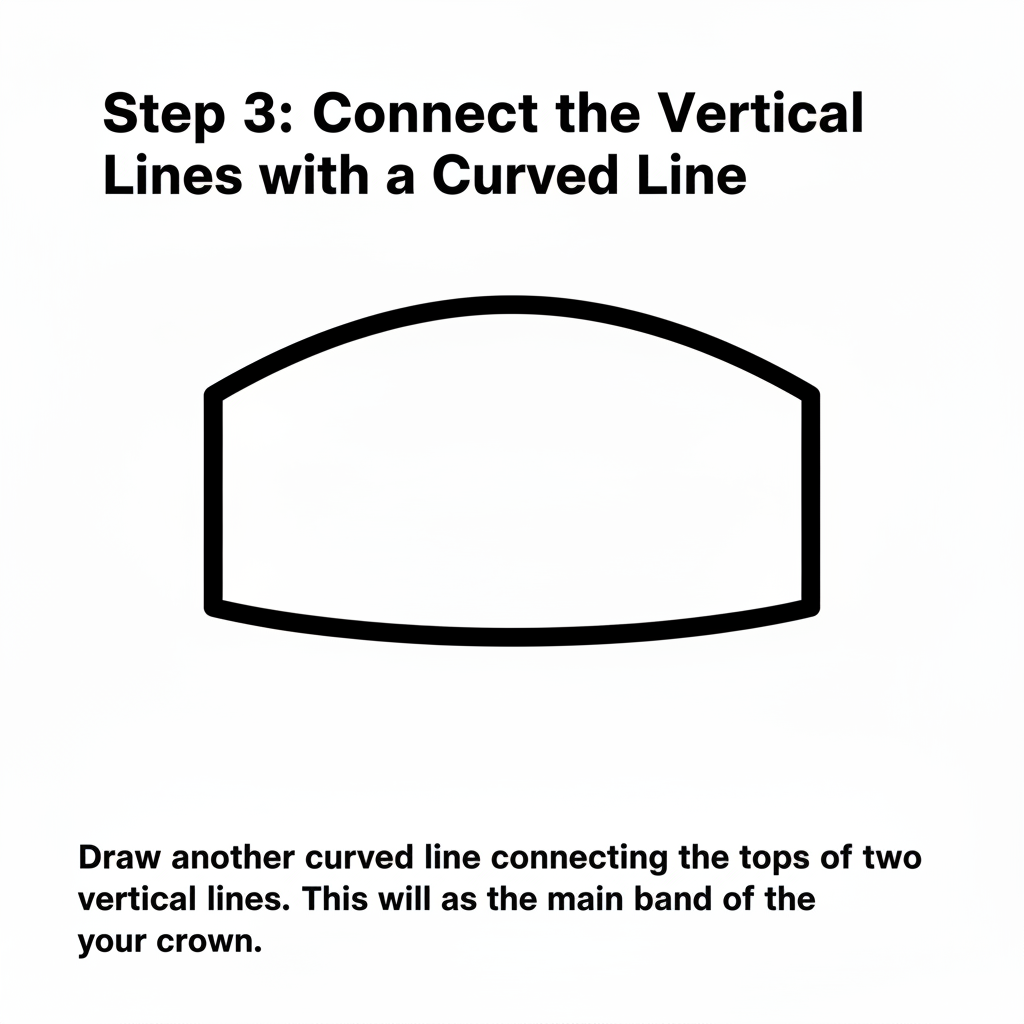 Step 3: Connect the Vertical
Lines with a Curved Line
Draw another curved line connecting the tops of two
vertical lines. This will as the main band of the
your crown.